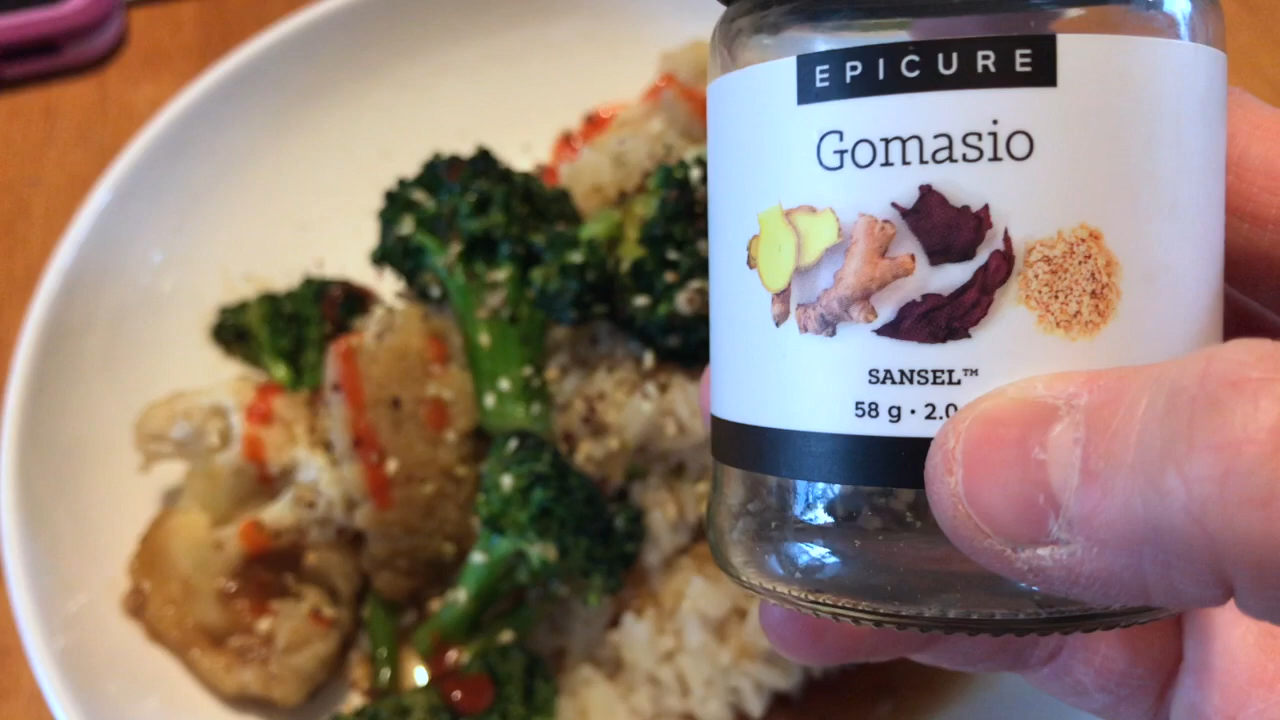 EPICURE
Gomasio
SANSEL™
58 g • 2.0